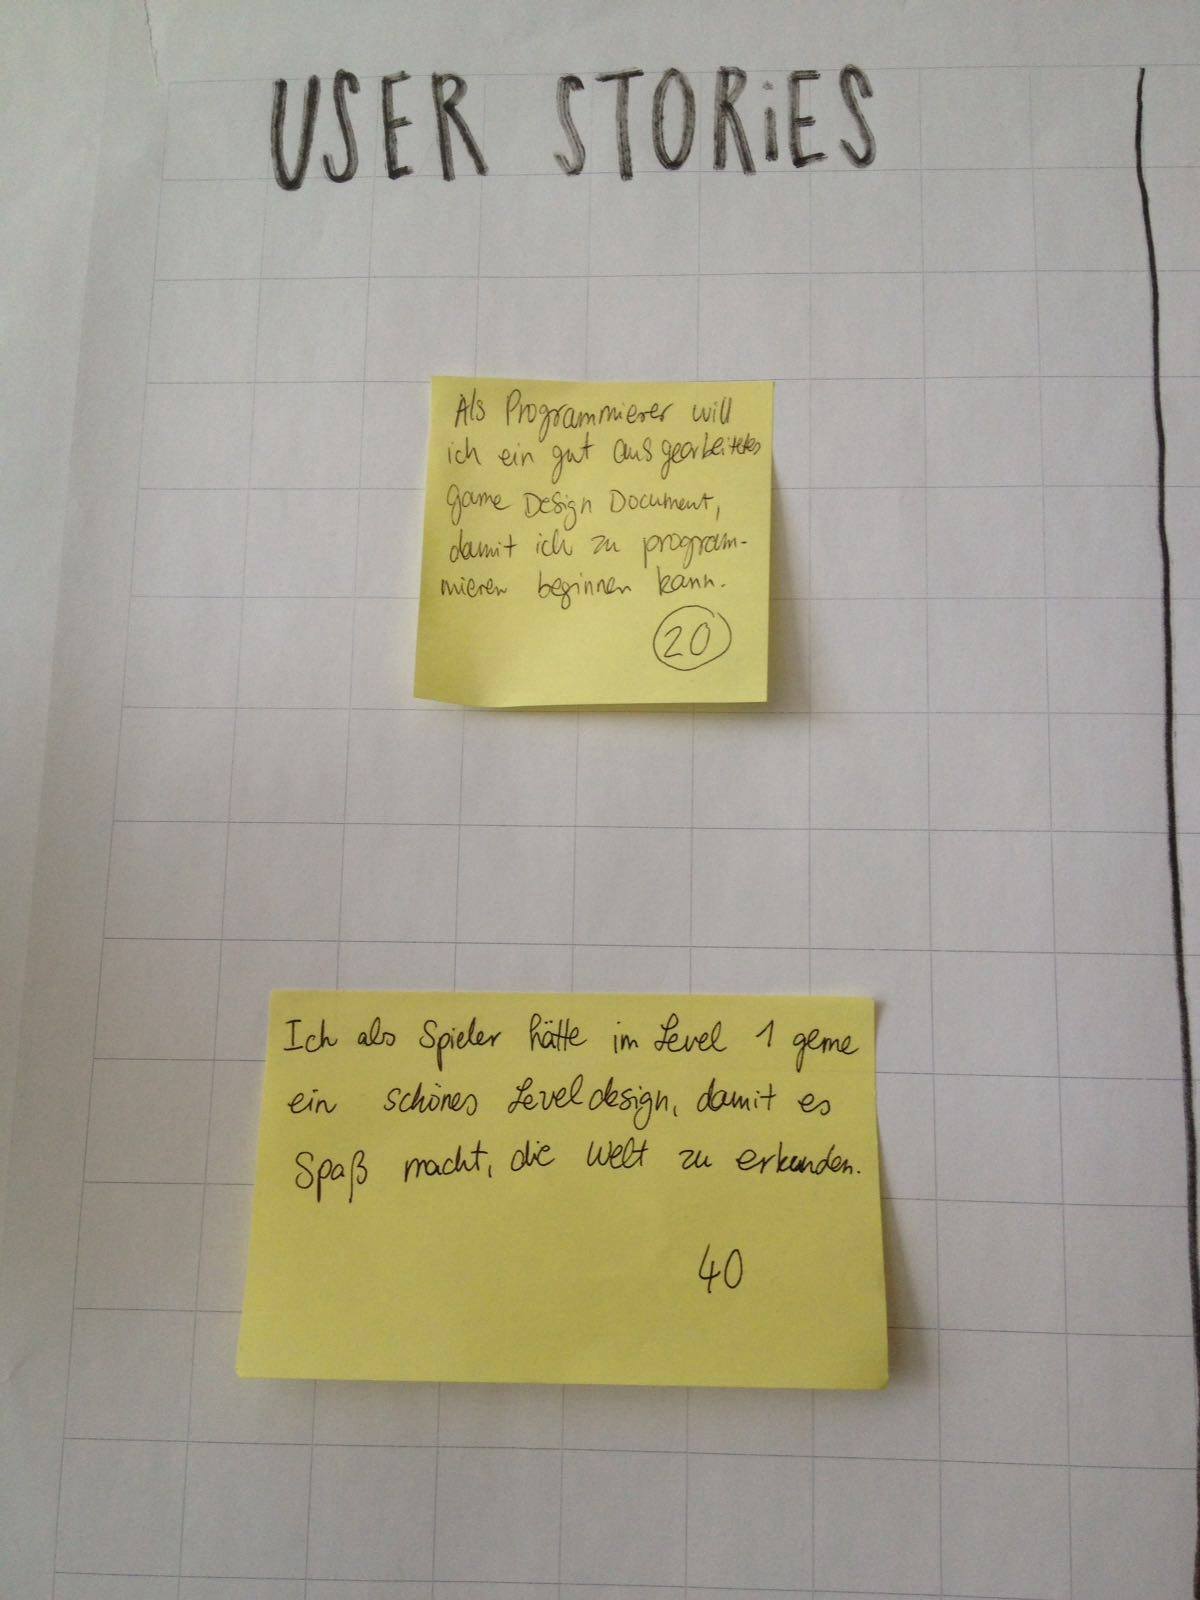 USER STORiES
Als Programmierer will
ich ein gut ausgearbeitetes
Game Design Document,
damit ich zu program-
mieren beginnen kann.
20
Ich als Spieler hätte im Level 1 gerne
ein schönes Leveldesign, damit es
Spaß macht, die Welt zu erkunden.
40